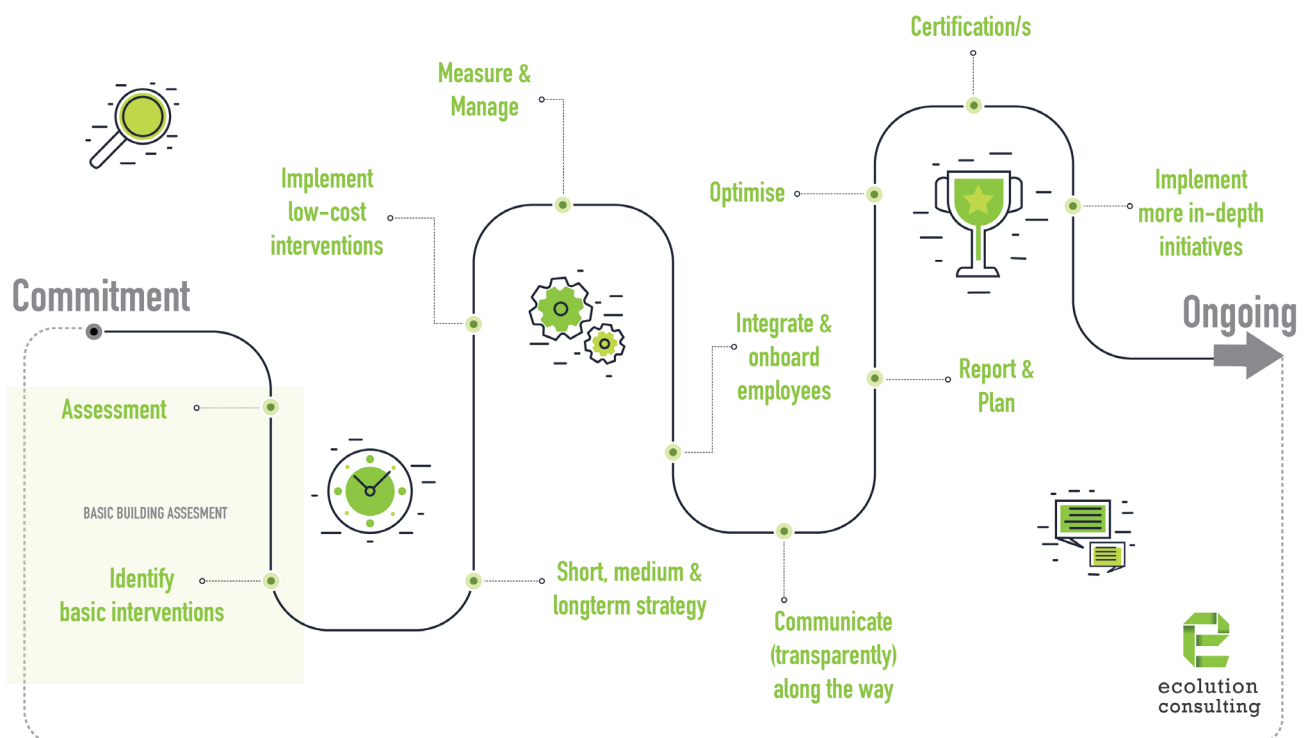 Commitment
Assessment
BASIC BUILDING ASSESMENT
Identify
basic interventions
Short, medium &
longterm strategy
Implement
low-cost
interventions
Measure &
Manage
Integrate &
onboard
employees
Communicate
(transparently)
along the way
Report &
Plan
Optimise
Certification/s
Implement
more in-depth
initiatives
Ongoing
ecolution
consulting